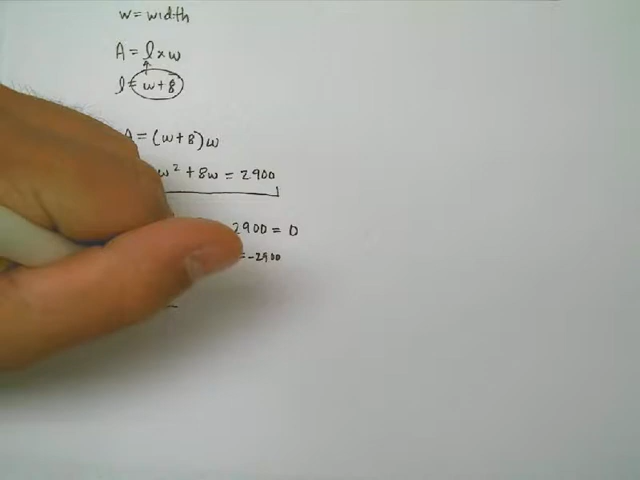 w = width
A = l x w
l = w + 8
A = (w + 8) w
w² + 8w = 2900
2900 = 0
= -2900